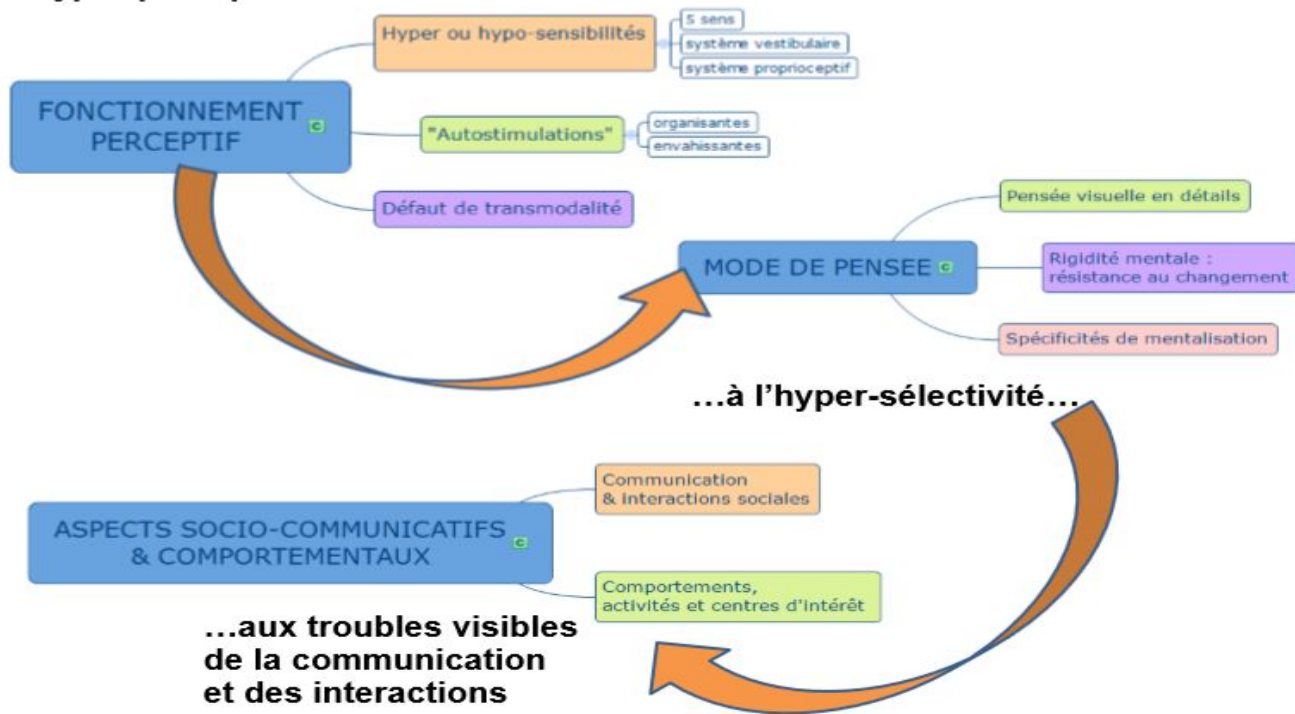 Hyper ou hypo-sensibilités
5 sens
système vestibulaire
système proprioceptif
FONCTIONNEMENT
PERCEPTIF
"Autostimulations"
organisantes
envahissantes
Défaut de transmodalité
Pensée visuelle en détails
MODE DE PENSEE
Rigidité mentale :
résistance au changement
Spécificités de mentalisation
…à l'hyper-sélectivité…
Communication
& interactions sociales
ASPECTS SOCIO-COMMUNICATIFS
& COMPORTEMENTAUX
Comportements,
activités et centres d'intérêt
…aux troubles visibles
de la communication
et des interactions